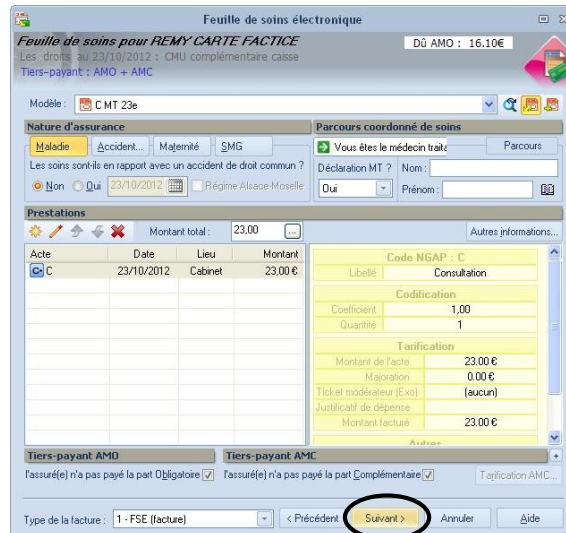 Feuille de soins électronique
Feuille de soins pour REMY CARTE FACTICE
Dû AMO : 16.10€
Les droits au 23/10/2012 : CMU complémentaire caisse
Tiers-payant : AMO + AMC
Modèle : C MT 23e
Nature d'assurance
Parcours coordonné de soins
Maladie Accident... Maternité SMG
Vous êtes le médecin traita Parcours
Les soins sont-ils en rapport avec un accident de droit commun ?
Déclaration MT ? Nom :
Non Oui 23/10/2012 Régime Alsace-Moselle
Oui Prénom :
Prestations
Montant total : 23,00 ...
Autres informations...
Acte Date Lieu Montant
C C 23/10/2012 Cabinet 23,00 €
Code NGAP : C
Libellé Consultation
Codification
Coefficient 1,00
Quantité 1
Tarification
Montant de l'acte 23.00 €
Majoration 0.00 €
Ticket modérateur (Exo) (aucun)
Justificatif de dépense
Montant facturé 23.00 €
Autres
Tiers-payant AMO
Tiers-payant AMC
l'assuré(e) n'a pas payé la part Obligatoire
l'assuré(e) n'a pas payé la part Complémentaire
Tarification AMC...
Type de la facture : 1 - FSE (facture)
< Précédent Suivant > Annuler Aide